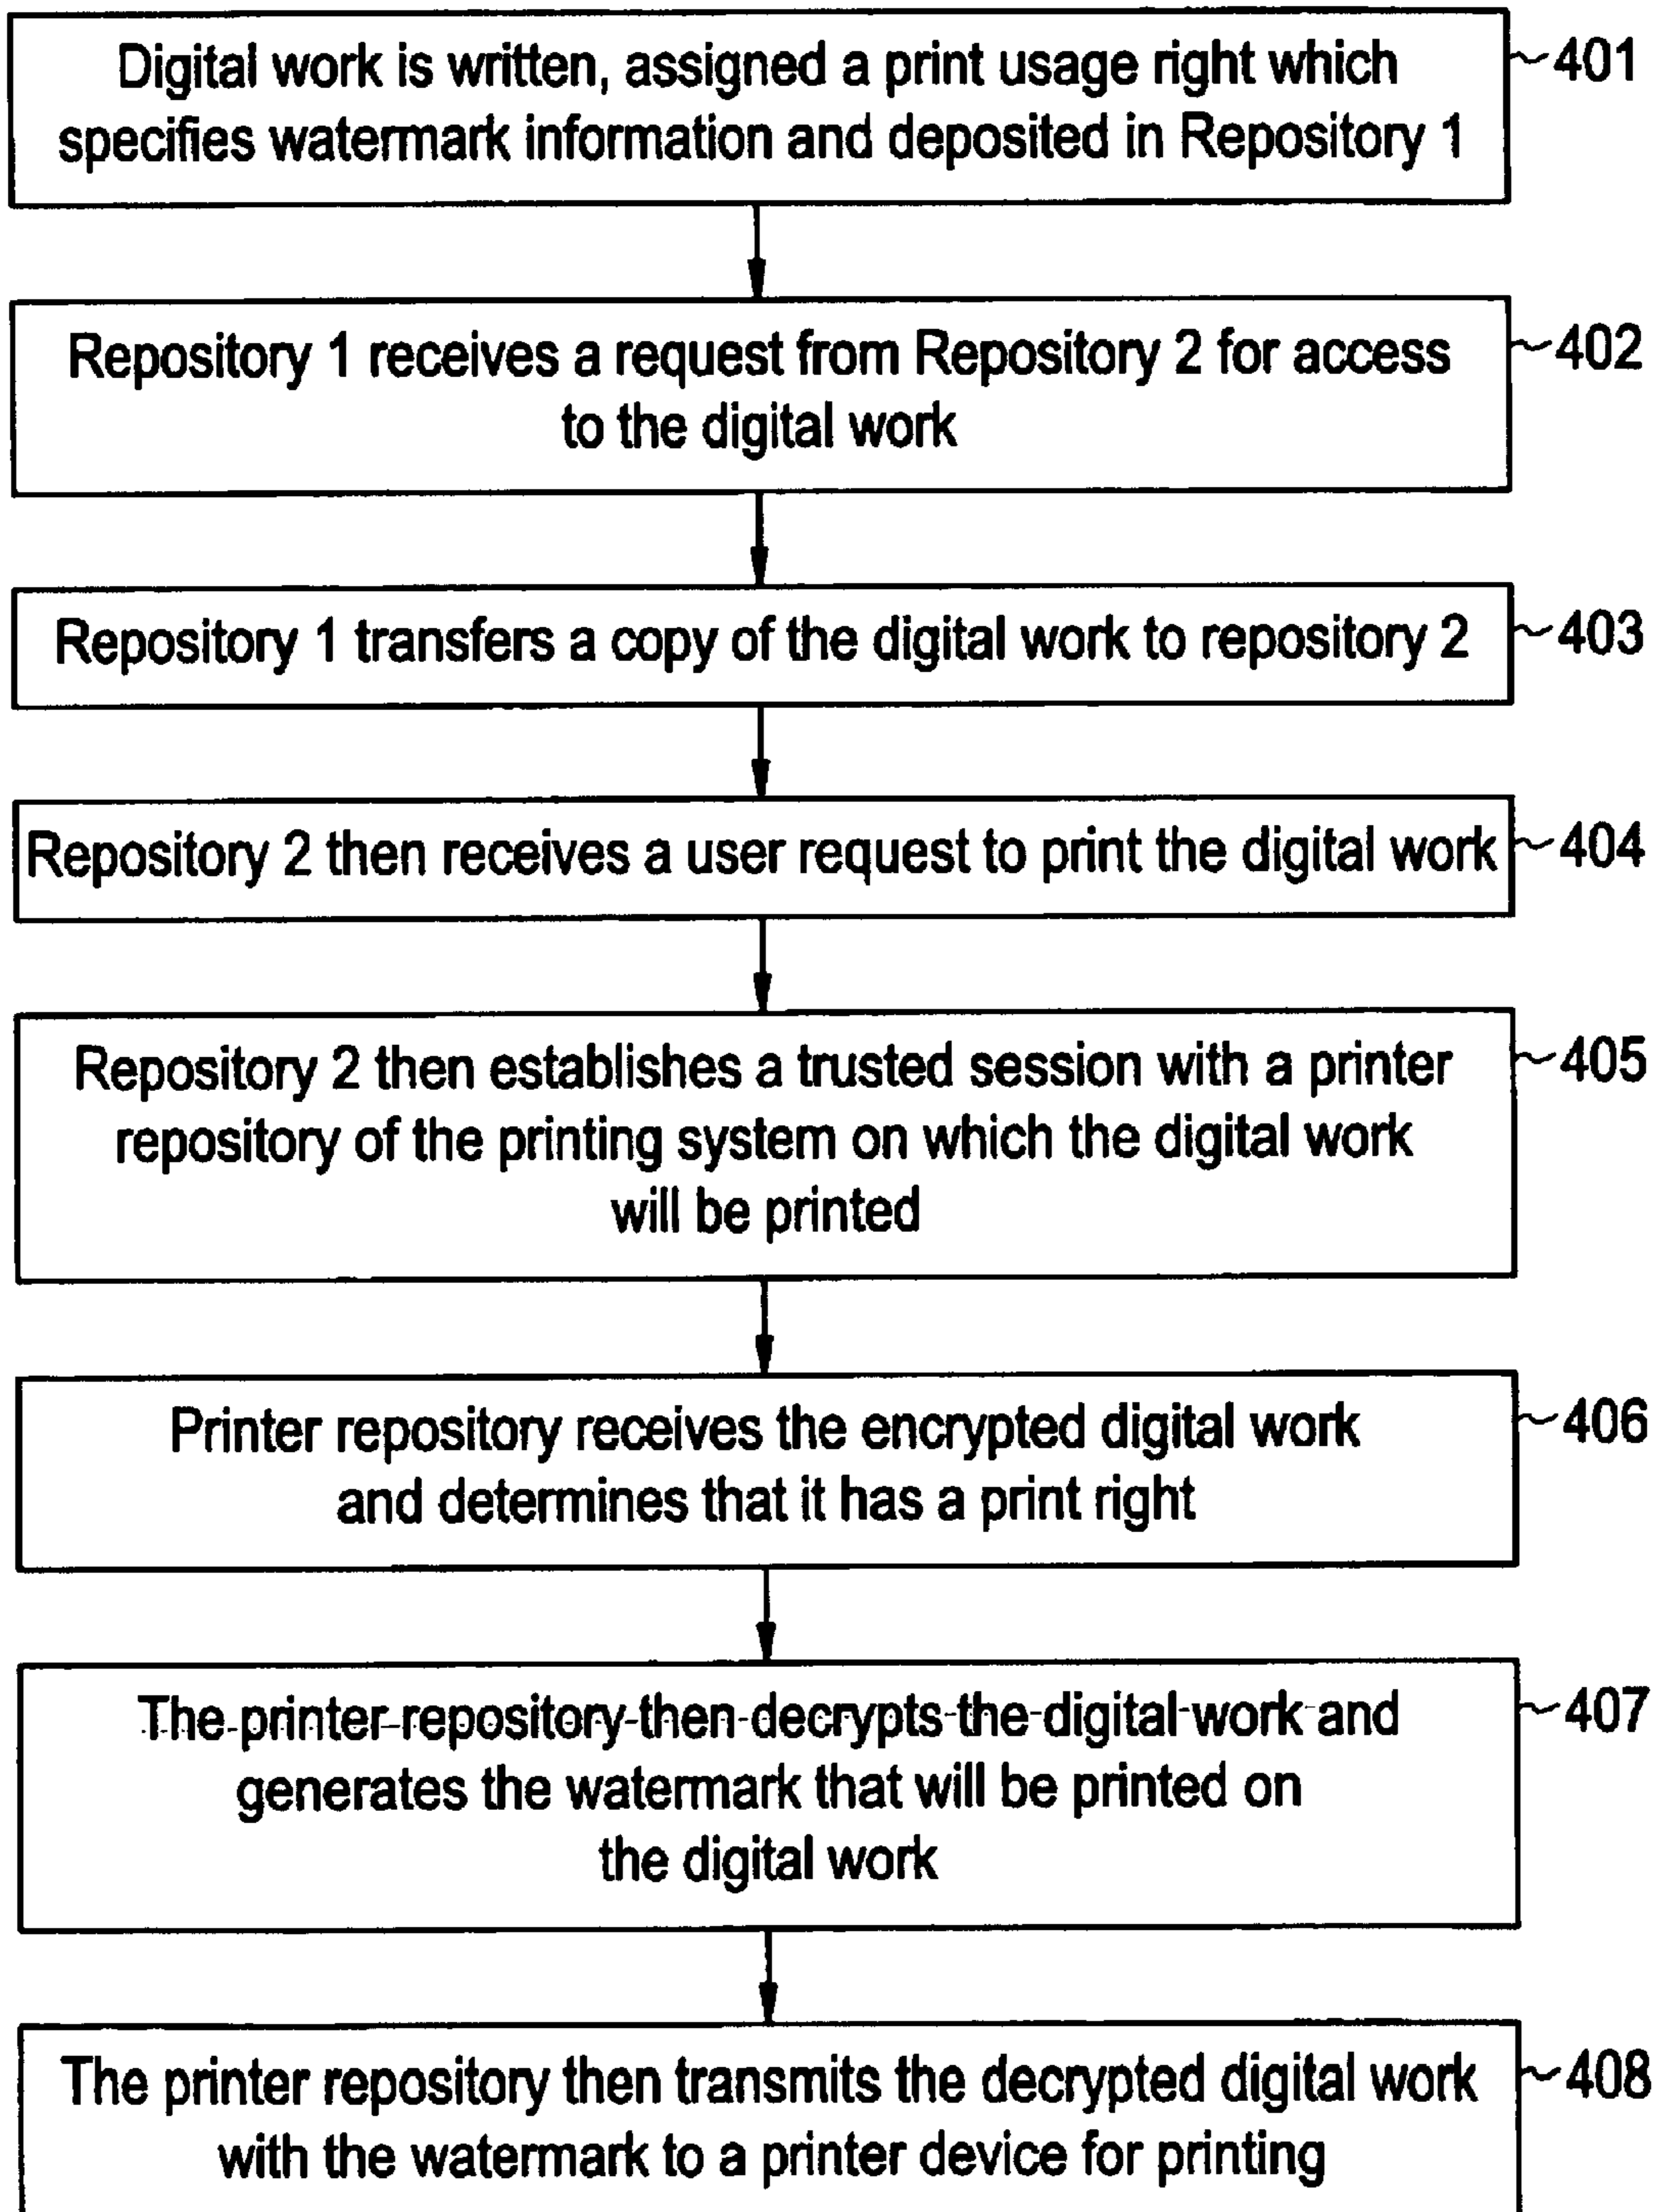 Digital work is written, assigned a print usage right which
specifies watermark information and deposited in Repository 1
401
Repository 1 receives a request from Repository 2 for access
to the digital work
402
Repository 1 transfers a copy of the digital work to repository 2
403
Repository 2 then receives a user request to print the digital work
404
Repository 2 then establishes a trusted session with a printer
repository of the printing system on which the digital work
will be printed
405
Printer repository receives the encrypted digital work
and determines that it has a print right
406
The printer repository then decrypts the digital work and
generates the watermark that will be printed on
the digital work
407
The printer repository then transmits the decrypted digital work
with the watermark to a printer device for printing
408